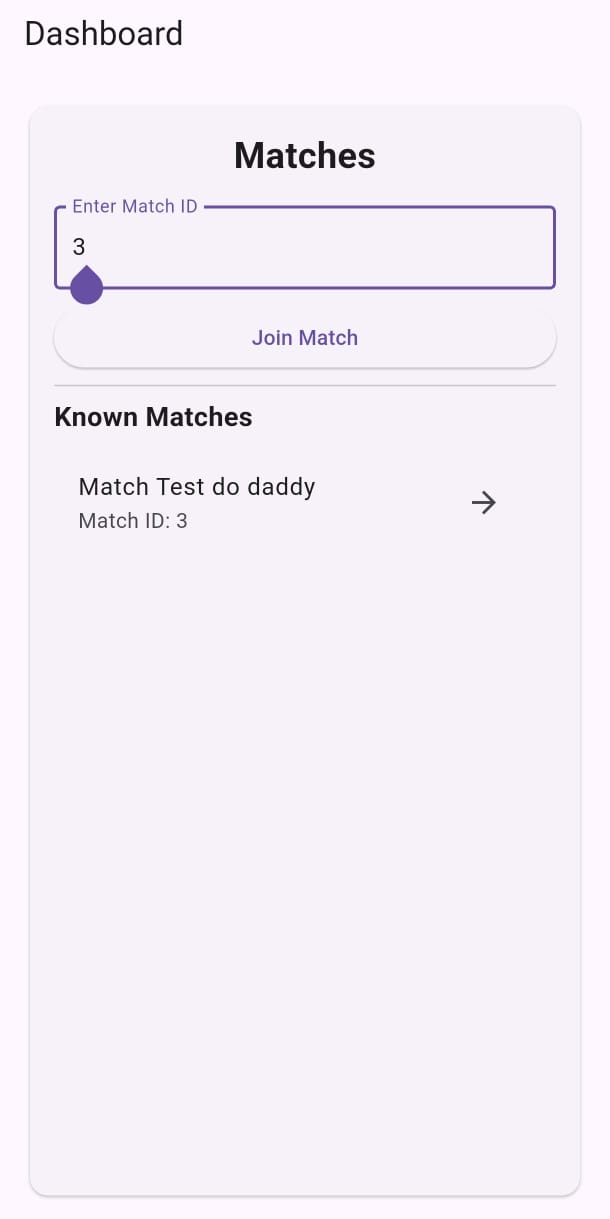 Dashboard
Matches
Enter Match ID
3
Join Match
Known Matches
Match Test do daddy
Match ID: 3